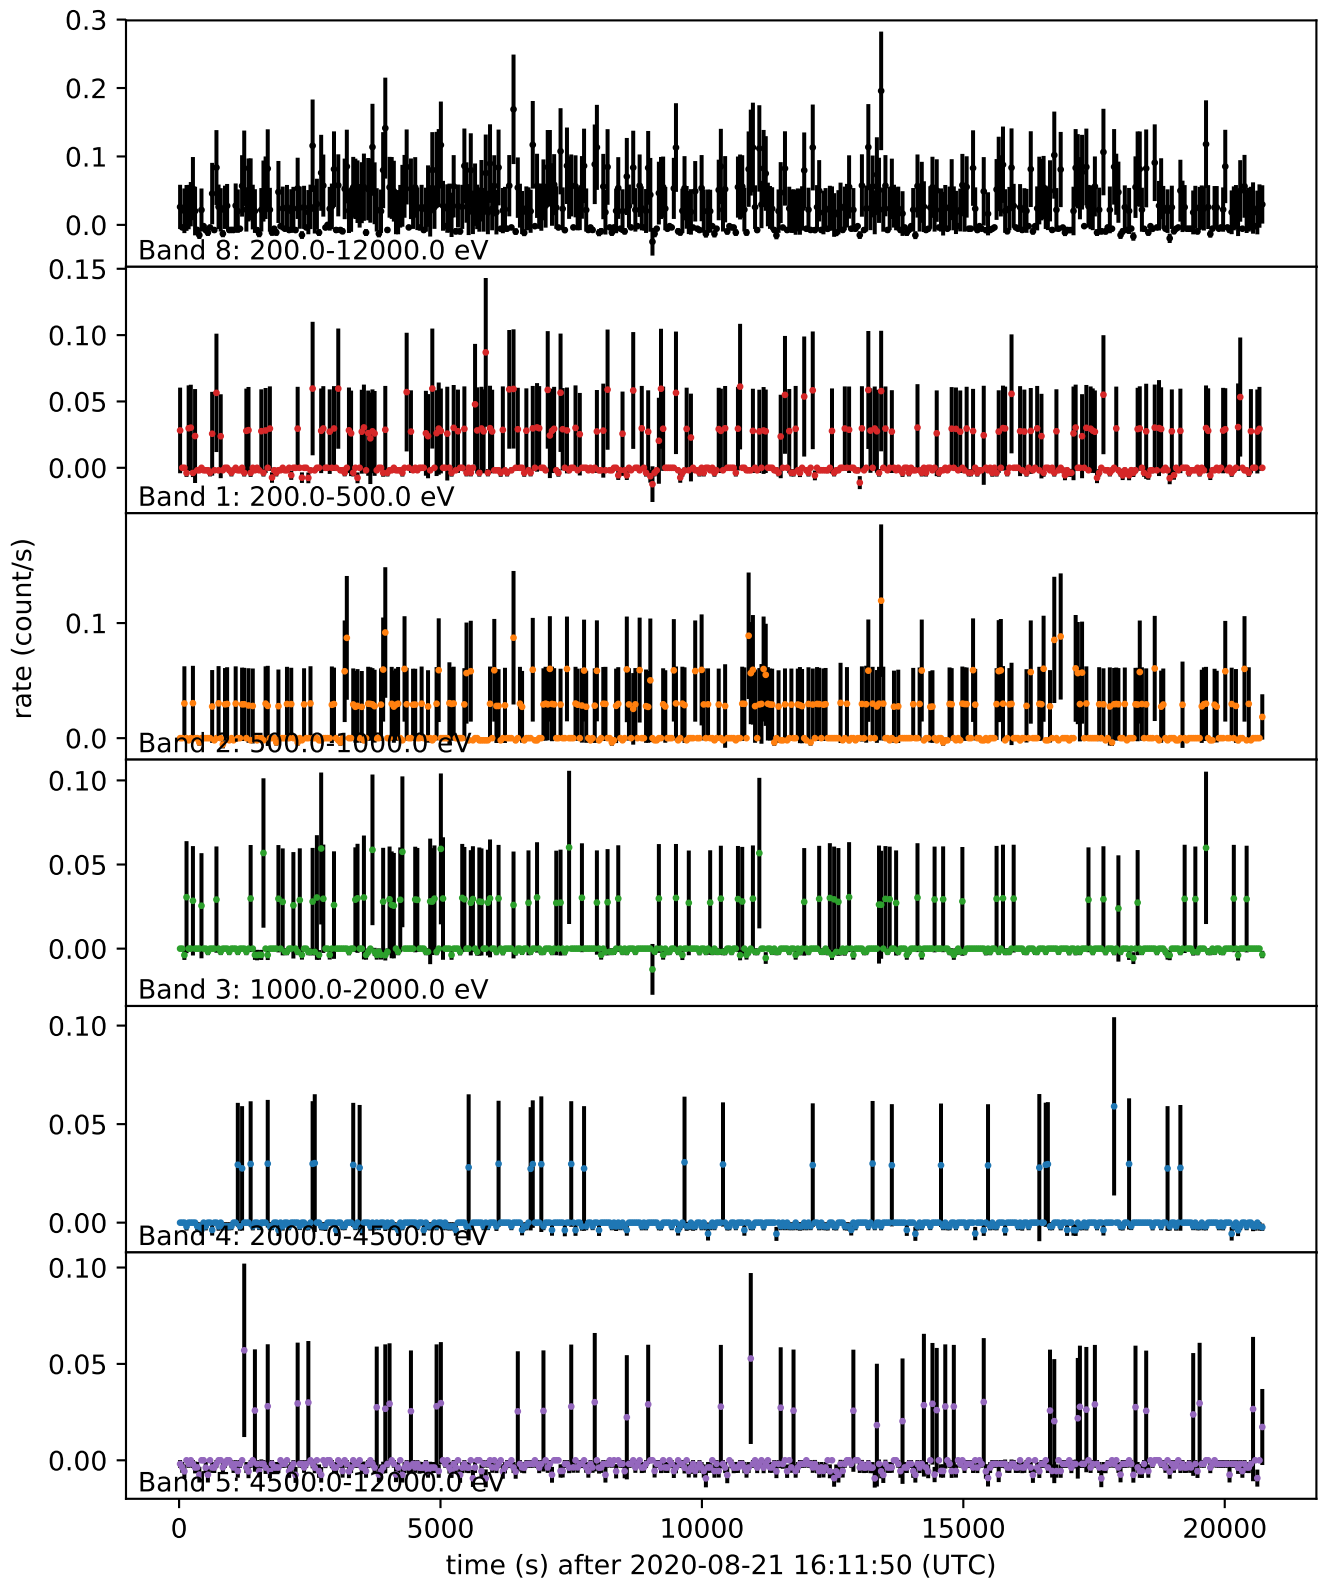 0.3
0.2
0.1
0.0
Band 8: 200.0-12000.0 eV
0.15
0.10
0.05
0.00
Band 1: 200.0-500.0 eV
rate (count/s)
0.1
0.0
Band 2: 500.0-1000.0 eV
0.10
0.05
0.00
Band 3: 1000.0-2000.0 eV
0.10
0.05
0.00
Band 4: 2000.0-4500.0 eV
0.10
0.05
0.00
Band 5: 4500.0-12000.0 eV
0 5000 10000 15000 20000
time (s) after 2020-08-21 16:11:50 (UTC)